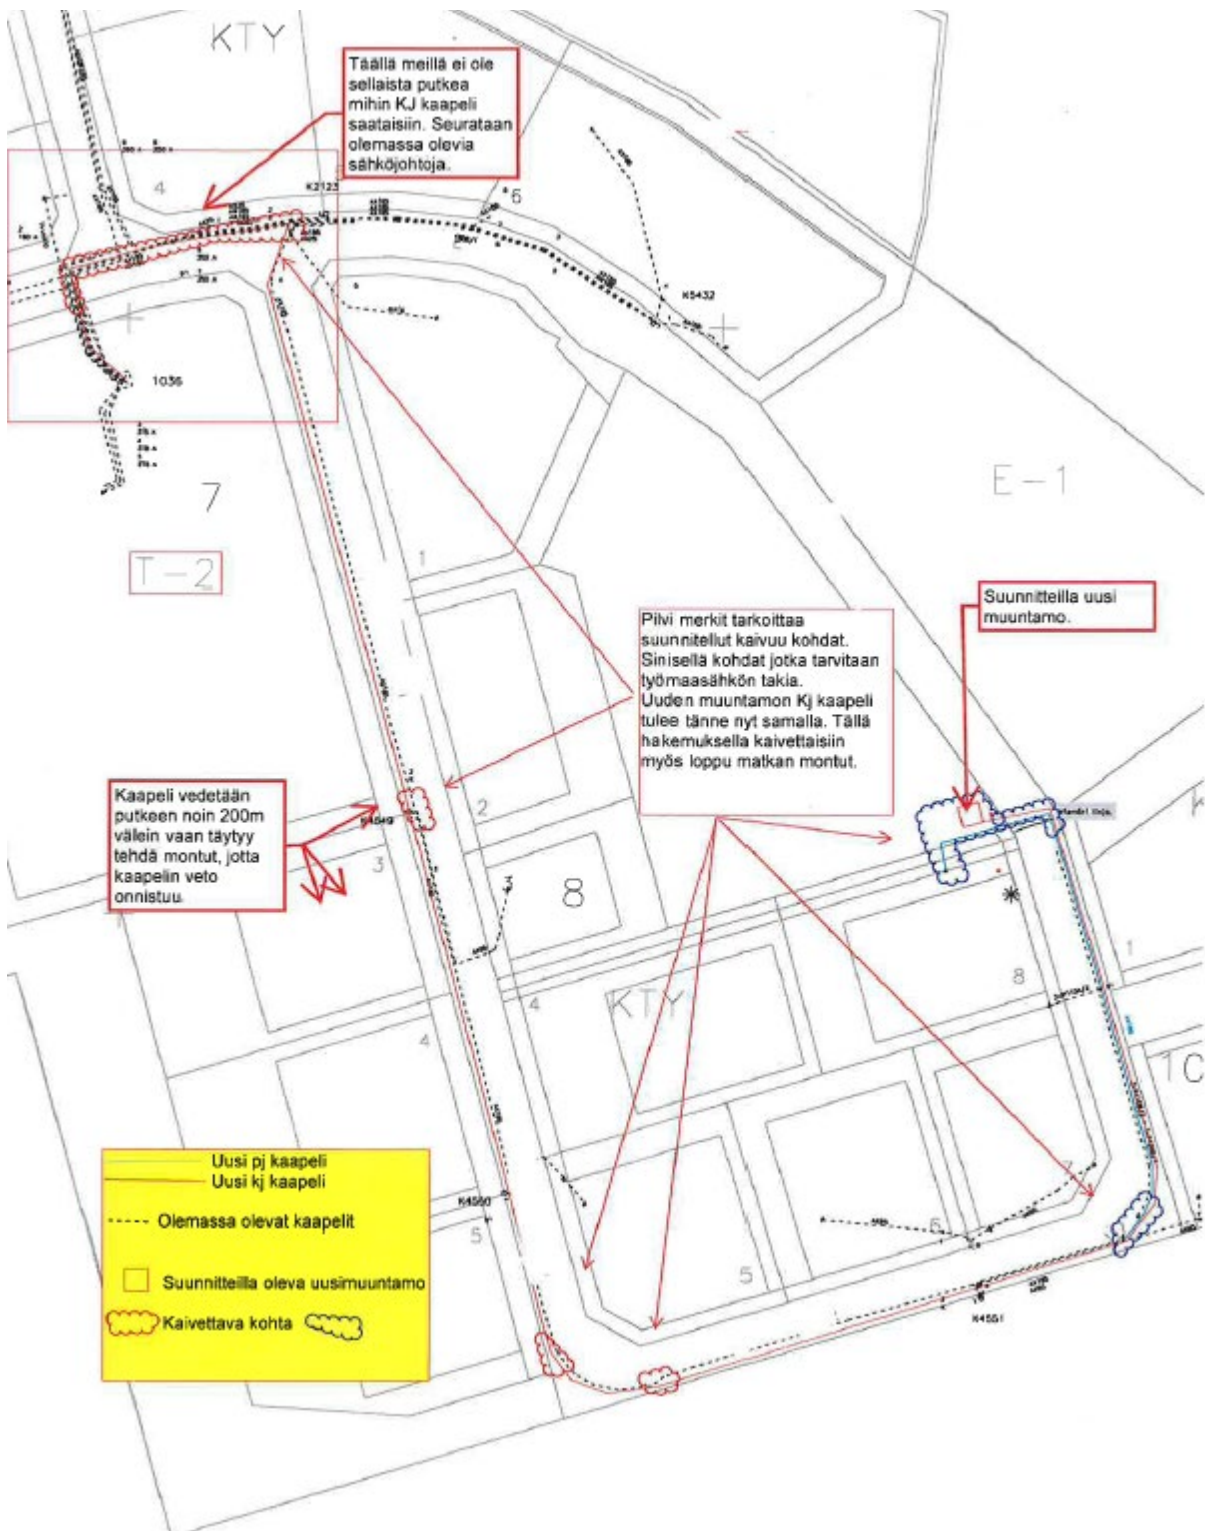 KTY
Täällä meillä ei ole
sellaista putkea
mihin KJ kaapeli
saataisiin. Seurataan
olemassa olevia
sähköjohtoja.
4
K2123
6
K5432
1036
7
T-2
E-1
1
Suunnitteilla uusi
muuntamo.
Pilvi merkit tarkoittaa
suunnitellut kaivuu kohdat.
Sinisellä kohdat jotka tarvitaan
työmaasähkön takia.
Uuden muuntamon Kj kaapeli
tulee tänne nyt samalla. Tällä
hakemuksella kaivettaisiin
myös loppu matkan montut.
Kaapeli vedetään
putkeen noin 200m
välein vaan täytyy
tehdä montut, jotta
kaapelin veto
onnistuu.
K4549
2
3
8
8
1
4
KTY
4
1C
Uusi pj kaapeli
Uusi kj kaapeli
Olemassa olevat kaapelit
Suunnitteilla oleva uusimuuntamo
Kaivettava kohta
K4550
5
7
6
5
K4551